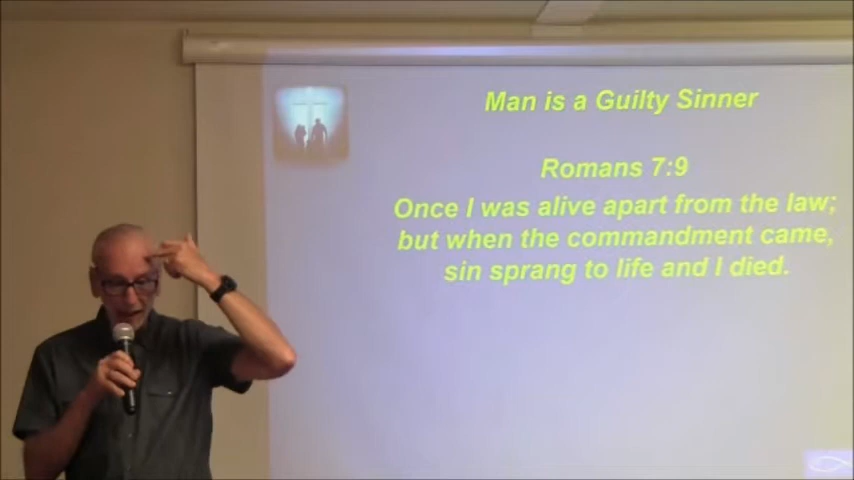 Man is a Guilty Sinner
Romans 7:9
Once I was alive apart from the law;
but when the commandment came,
sin sprang to life and I died.